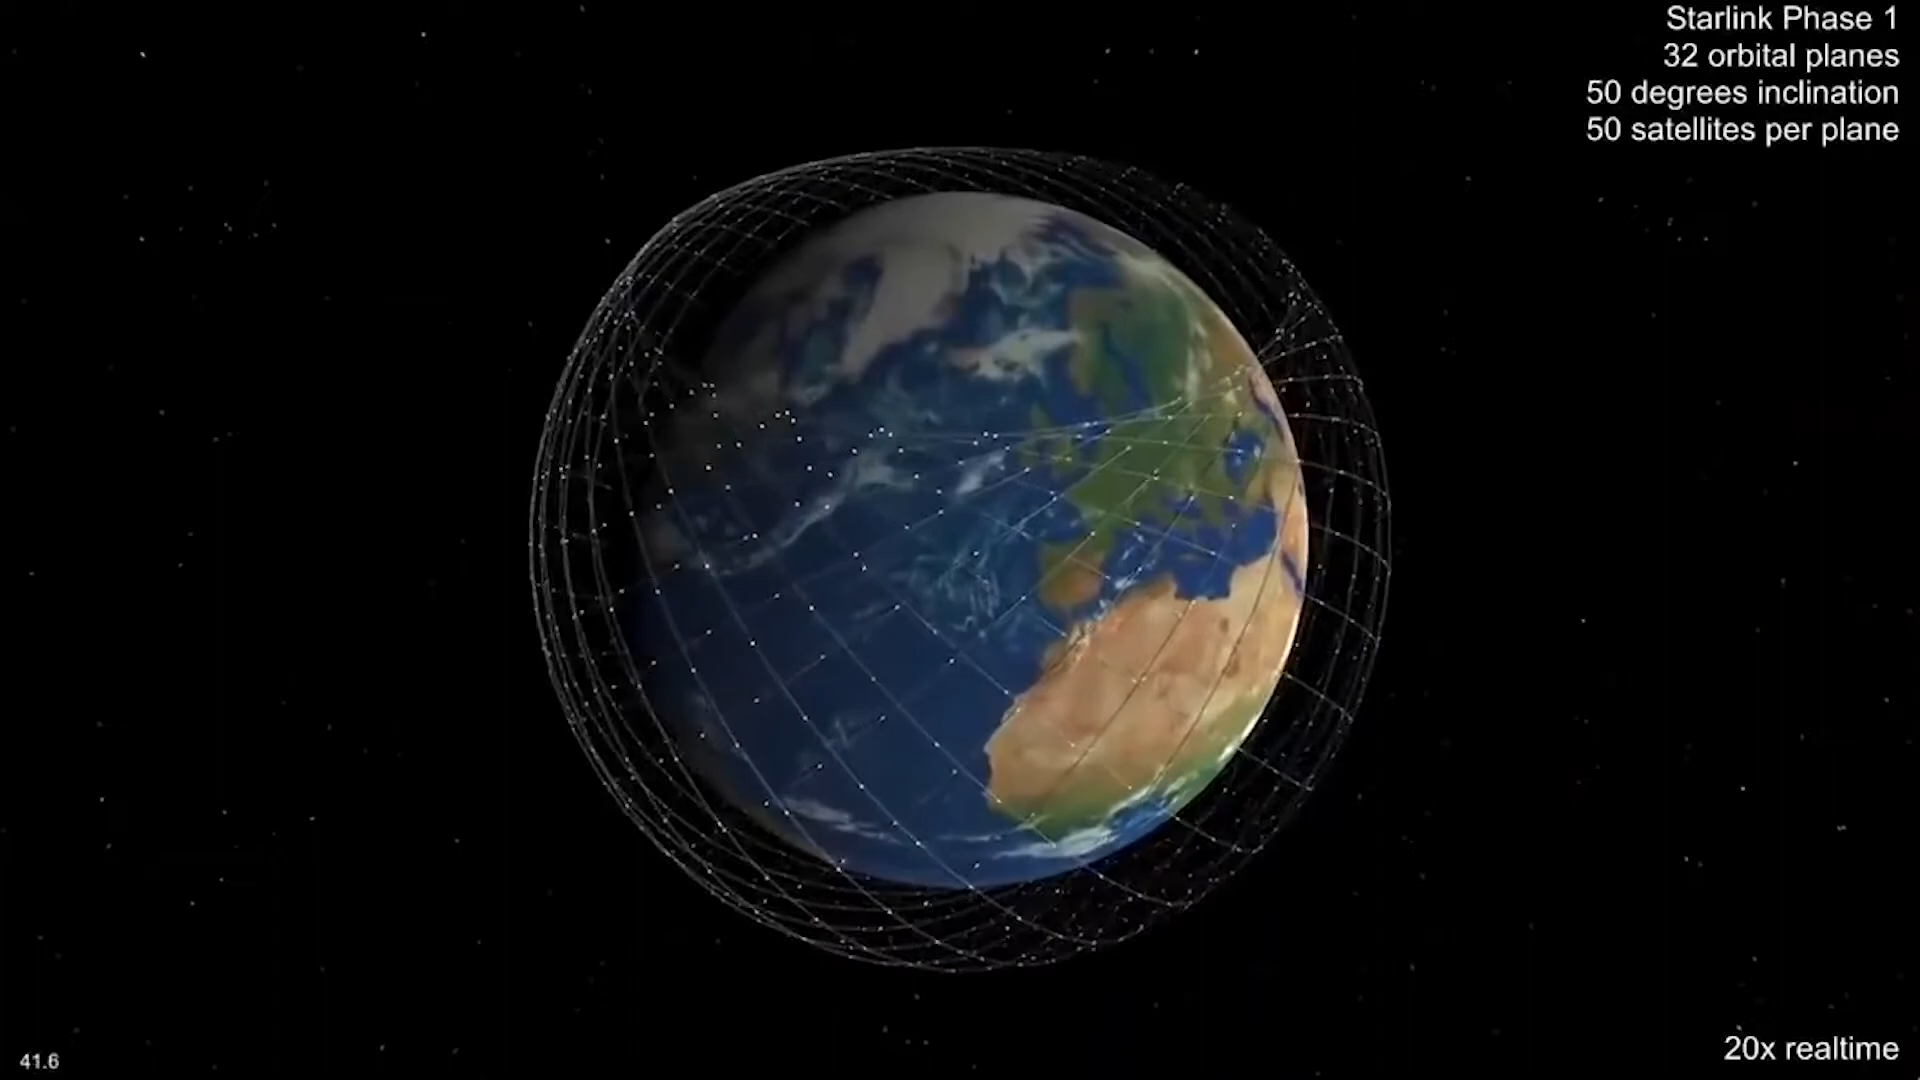 Starlink Phase 1
32 orbital planes
50 degrees inclination
50 satellites per plane
41.6
20x realtime